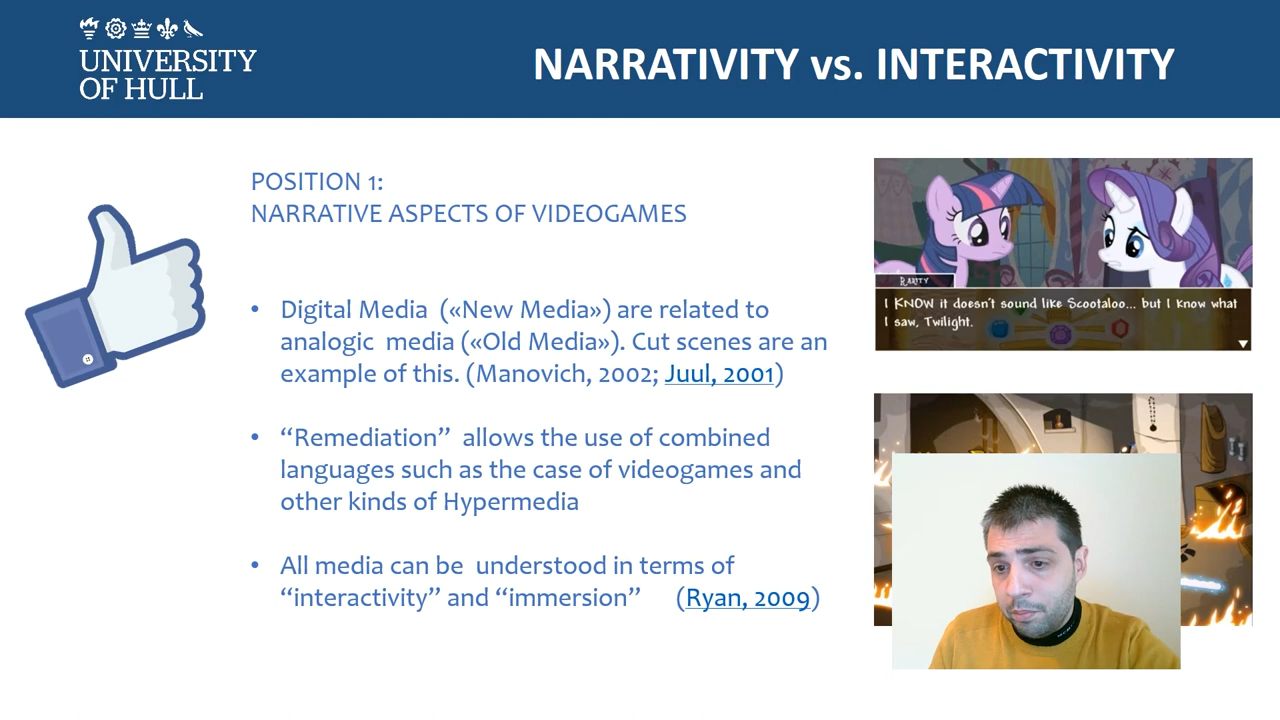 UNIVERSITY
OF HULL
NARRATIVITY vs. INTERACTIVITY
POSITION 1:
NARRATIVE ASPECTS OF VIDEOGAMES
• Digital Media («New Media») are related to
analogic media («Old Media»). Cut scenes are an
example of this. (Manovich, 2002; Juul, 2001)
• “Remediation” allows the use of combined
languages such as the case of videogames and
other kinds of Hypermedia
• All media can be understood in terms of
“interactivity” and “immersion” (Ryan, 2009)
RARITY
I KNOW it doesn't sound like Scootaloo... but I know what
I saw, Twilight.